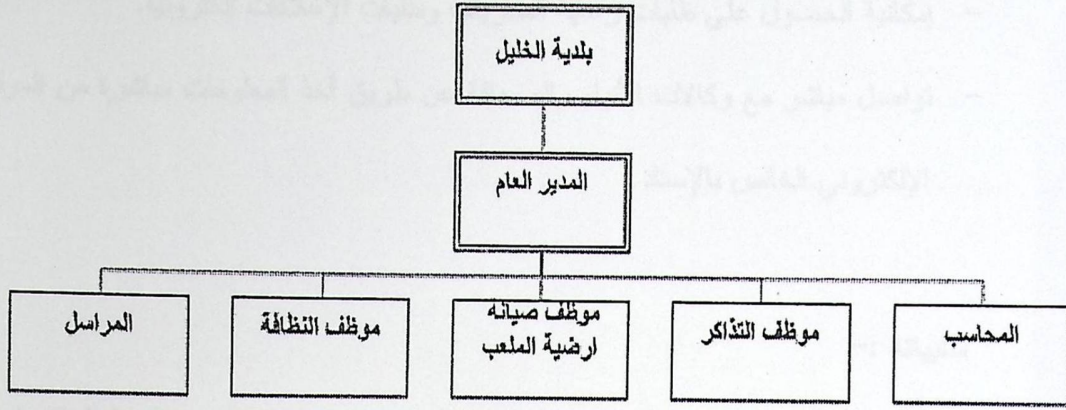 بلدية الخليل
المدير العام
المحاسب
موظف التذاكر
موظف صيانه
ارضية الملعب
موظف النظافة
المراسل